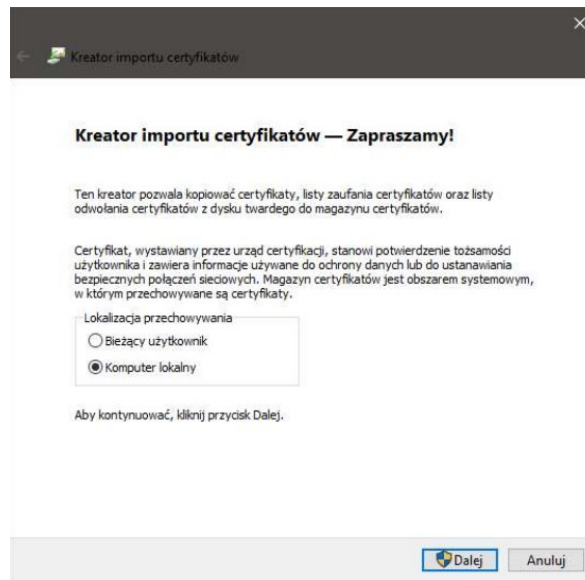 Kreator importu certyfikatów
Kreator importu certyfikatów — Zapraszamy!
Ten kreator pozwala kopiować certyfikaty, listy zaufania certyfikatów oraz listy
odwołania certyfikatów z dysku twardego do magazynu certyfikatów.
Certyfikat, wystawiany przez urząd certyfikacji, stanowi potwierdzenie tożsamości
użytkownika i zawiera informacje używane do ochrony danych lub do ustanawiania
bezpiecznych połączeń sieciowych. Magazyn certyfikatów jest obszarem systemowym,
w którym przechowywane są certyfikaty.
Lokalizacja przechowywania
Bieżący użytkownik
Komputer lokalny
Aby kontynuować, kliknij przycisk Dalej.
Dalej Anuluj